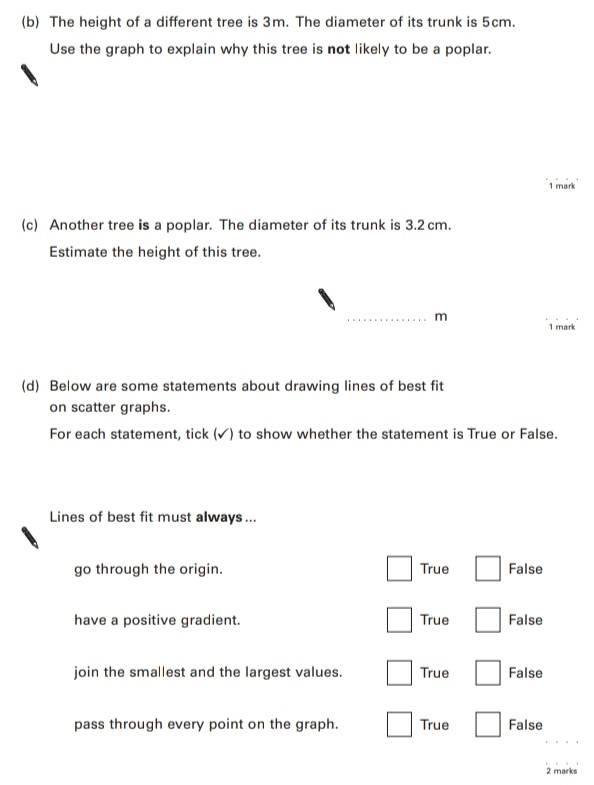 (b) The height of a different tree is 3 m. The diameter of its trunk is 5 cm.
Use the graph to explain why this tree is not likely to be a poplar.
1 mark
(c) Another tree is a poplar. The diameter of its trunk is 3.2 cm.
Estimate the height of this tree.
............... m
1 mark
(d) Below are some statements about drawing lines of best fit
on scatter graphs.
For each statement, tick (✓) to show whether the statement is True or False.
Lines of best fit must always ...
go through the origin. True False
have a positive gradient. True False
join the smallest and the largest values. True False
pass through every point on the graph. True False
2 marks